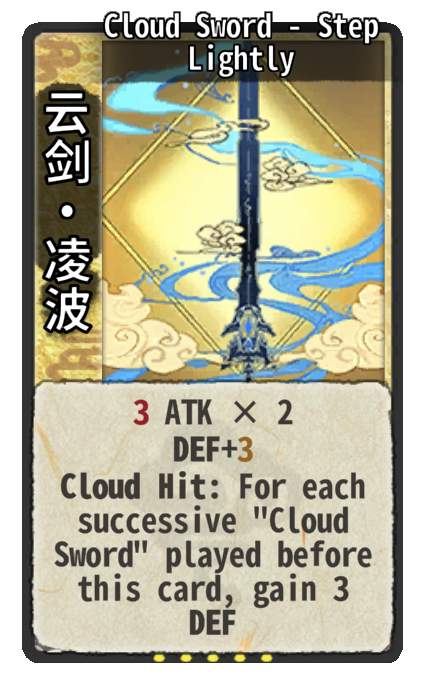 Cloud Sword - Step
Lightly
云剑·凌波
3 ATK × 2
DEF+3
Cloud Hit: For each
successive "Cloud
Sword" played before
this card, gain 3
DEF